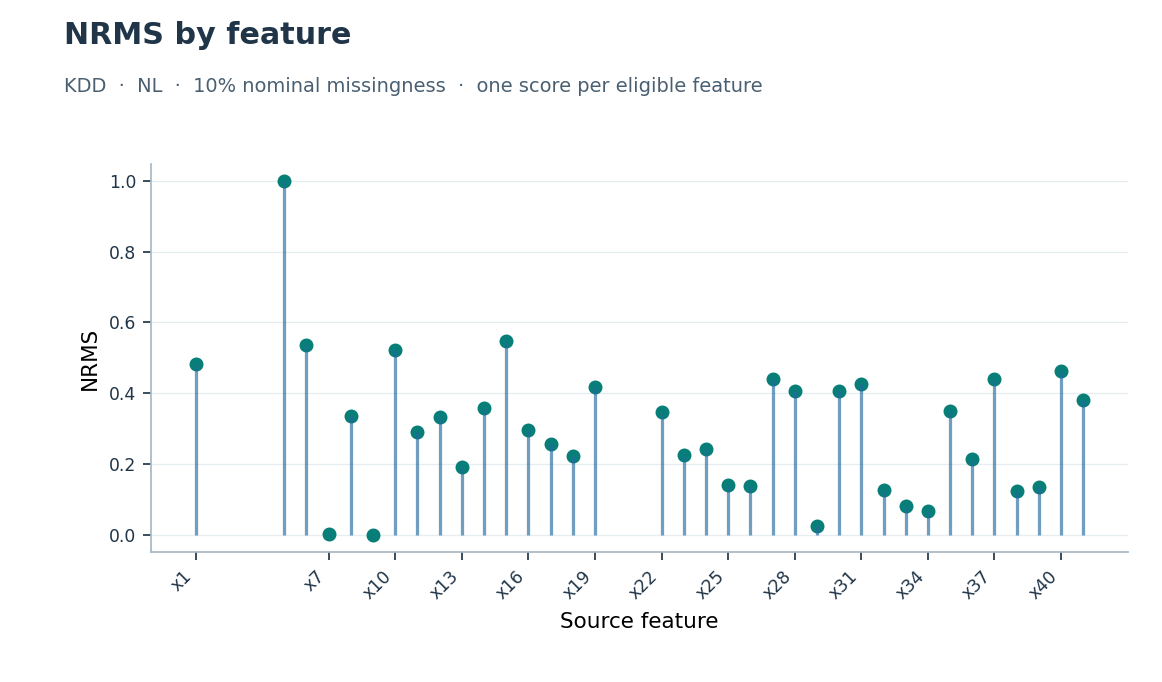 NRMS by feature
KDD · NL · 10% nominal missingness · one score per eligible feature
1.0
0.8
0.6
0.4
0.2
0.0
NRMS
x1 x7 x10 x13 x16 x19 x22 x25 x28 x31 x34 x37 x40
Source feature